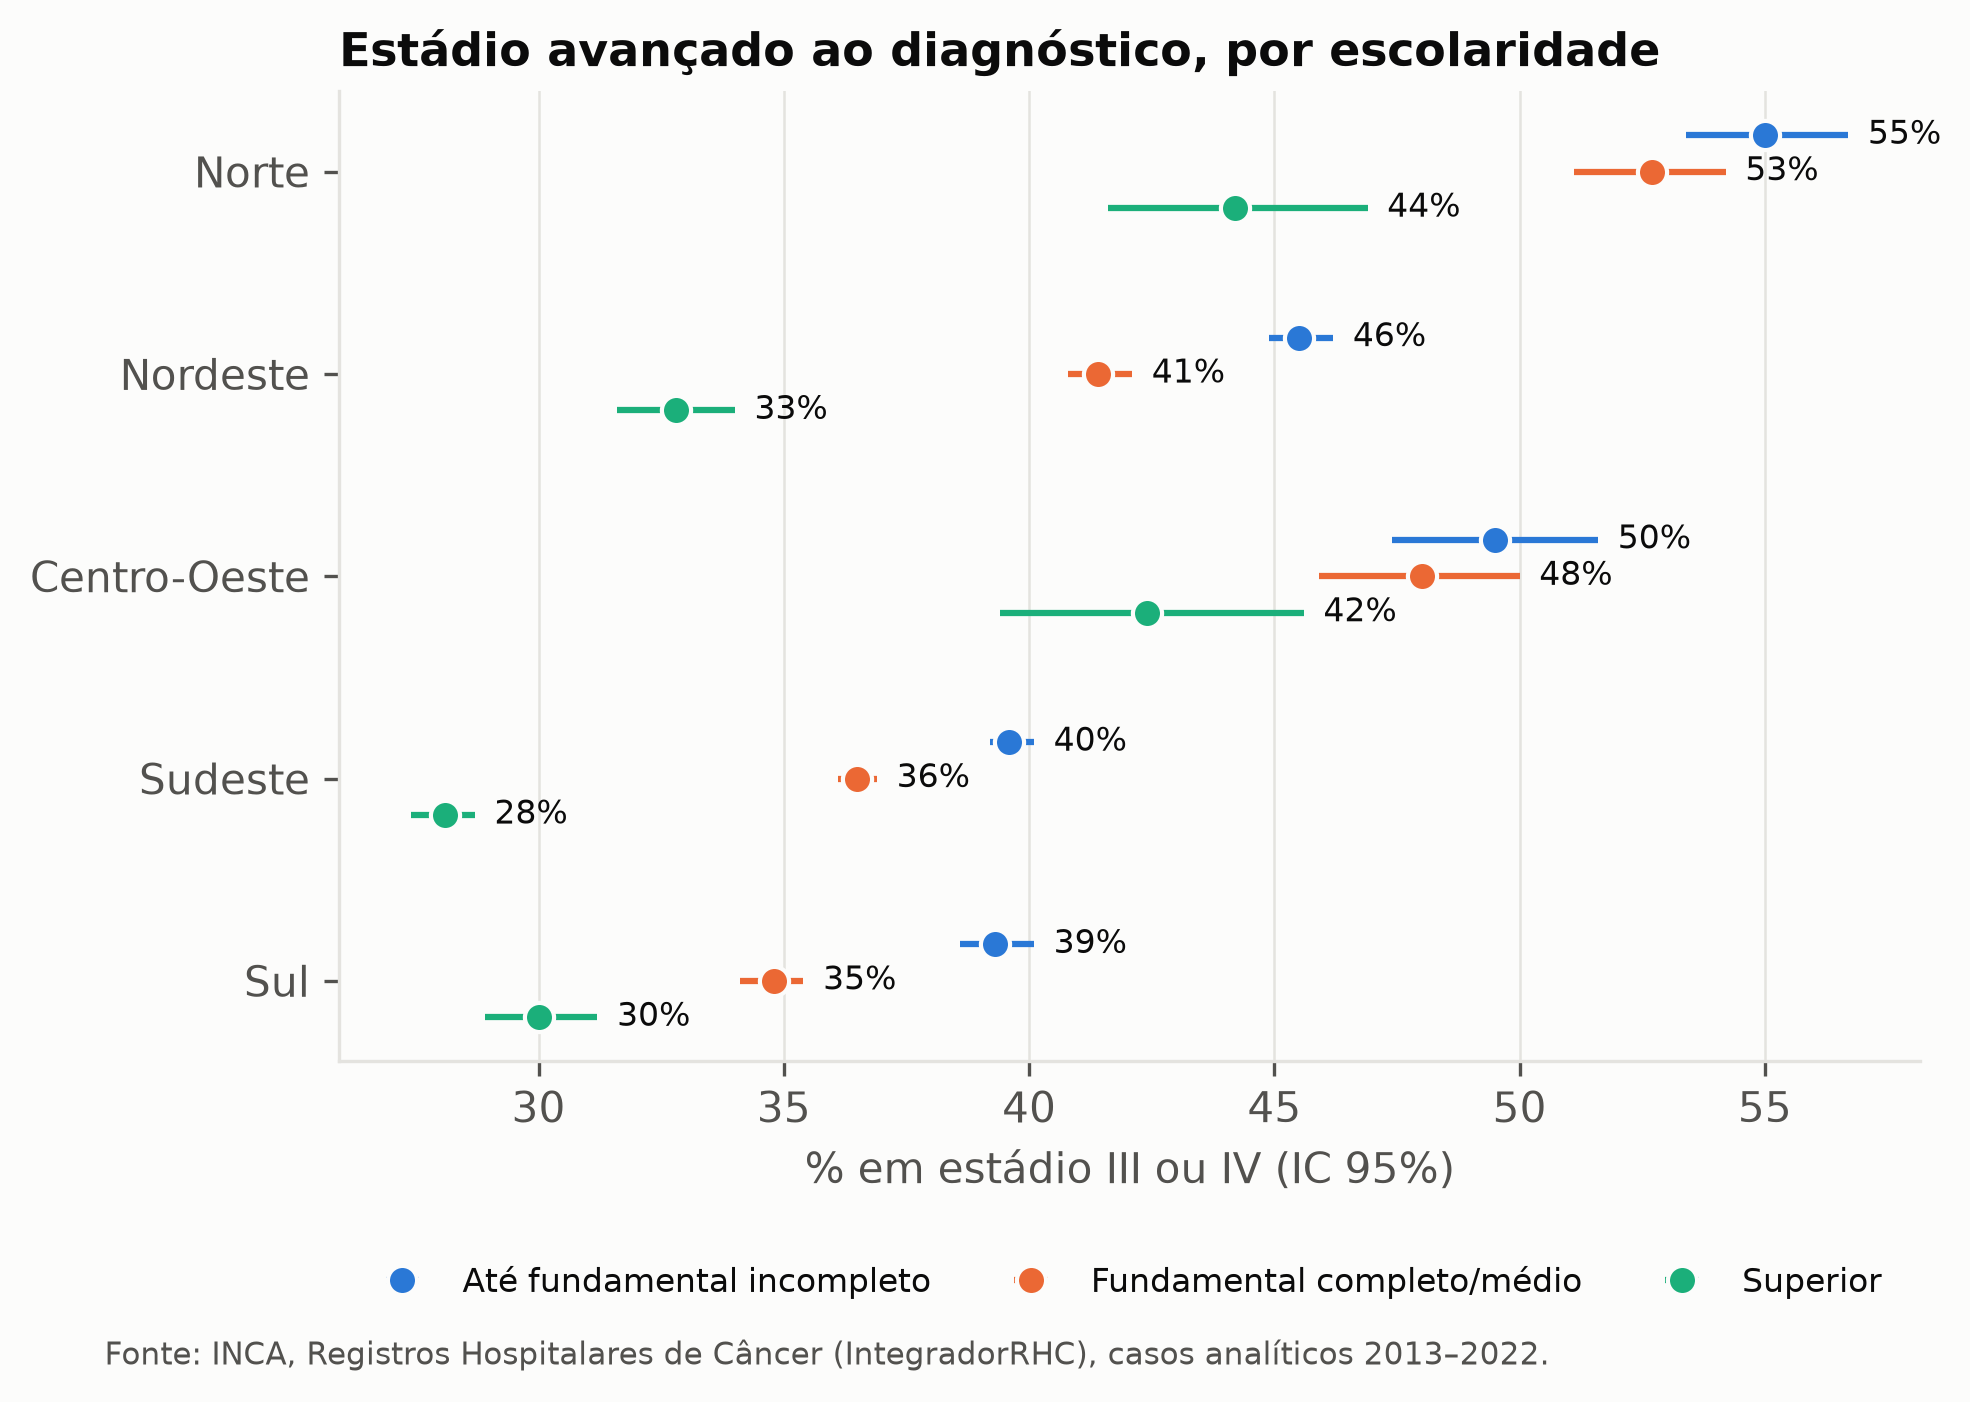 Estádio avançado ao diagnóstico, por escolaridade
55%
Norte
53%
44%
46%
Nordeste
41%
33%
50%
Centro-Oeste
48%
42%
40%
Sudeste
36%
28%
39%
Sul
35%
30%
30 35 40 45 50 55
% em estádio III ou IV (IC 95%)
Até fundamental incompleto Fundamental completo/médio Superior
Fonte: INCA, Registros Hospitalares de Câncer (IntegradorRHC), casos analíticos 2013–2022.